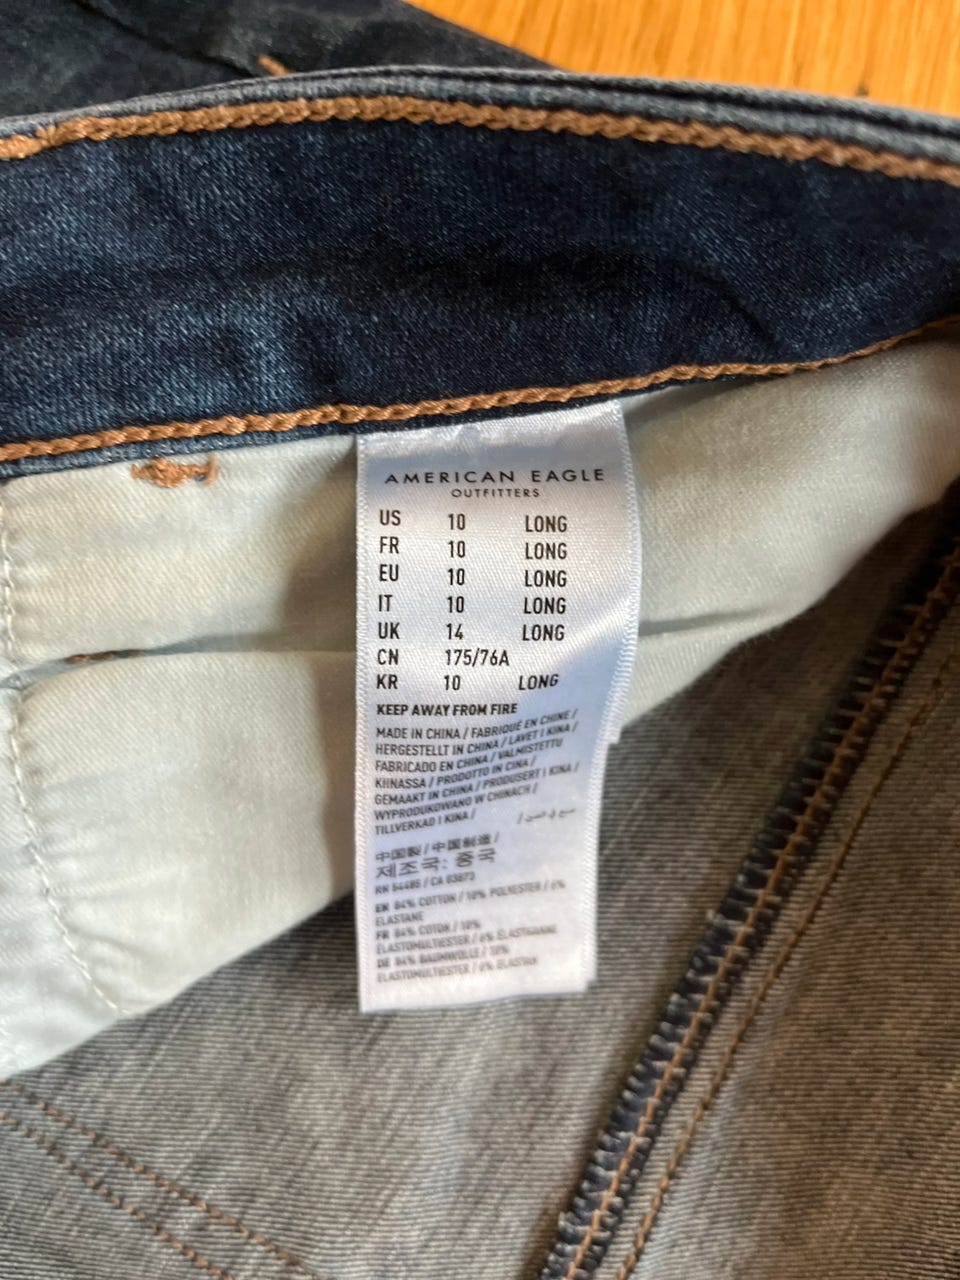 AMERICAN EAGLE
OUTFITTERS
US 10 LONG
FR 10 LONG
EU 10 LONG
IT 10 LONG
UK 14 LONG
CN 175/76A
KR 10 LONG
KEEP AWAY FROM FIRE
MADE IN CHINA / FABRIQUÉ EN CHINE /
HERGESTELLT IN CHINA / LAVET I KINA /
FABRICADO EN CHINA / VALMISTETTU
KIINASSA / PRODOTTO IN CINA /
GEMAAKT IN CHINA / PRODUSERT I KINA /
WYPRODUKOWANO W CHINACH /
TILLVERKAD I KINA /
中国製 / 中国制造 /
제조국: 중국
RN 54485 / CA 03873
EN 84% COTTON / 10% POLYESTER / 6%
ELASTANE
FR 84% COTON / 10%
ELASTOMULTIESTER / 6% ÉLASTHANNE
DE 84% BAUMWOLLE / 10%
ELASTOMULTIESTER / 6% ELASTAN